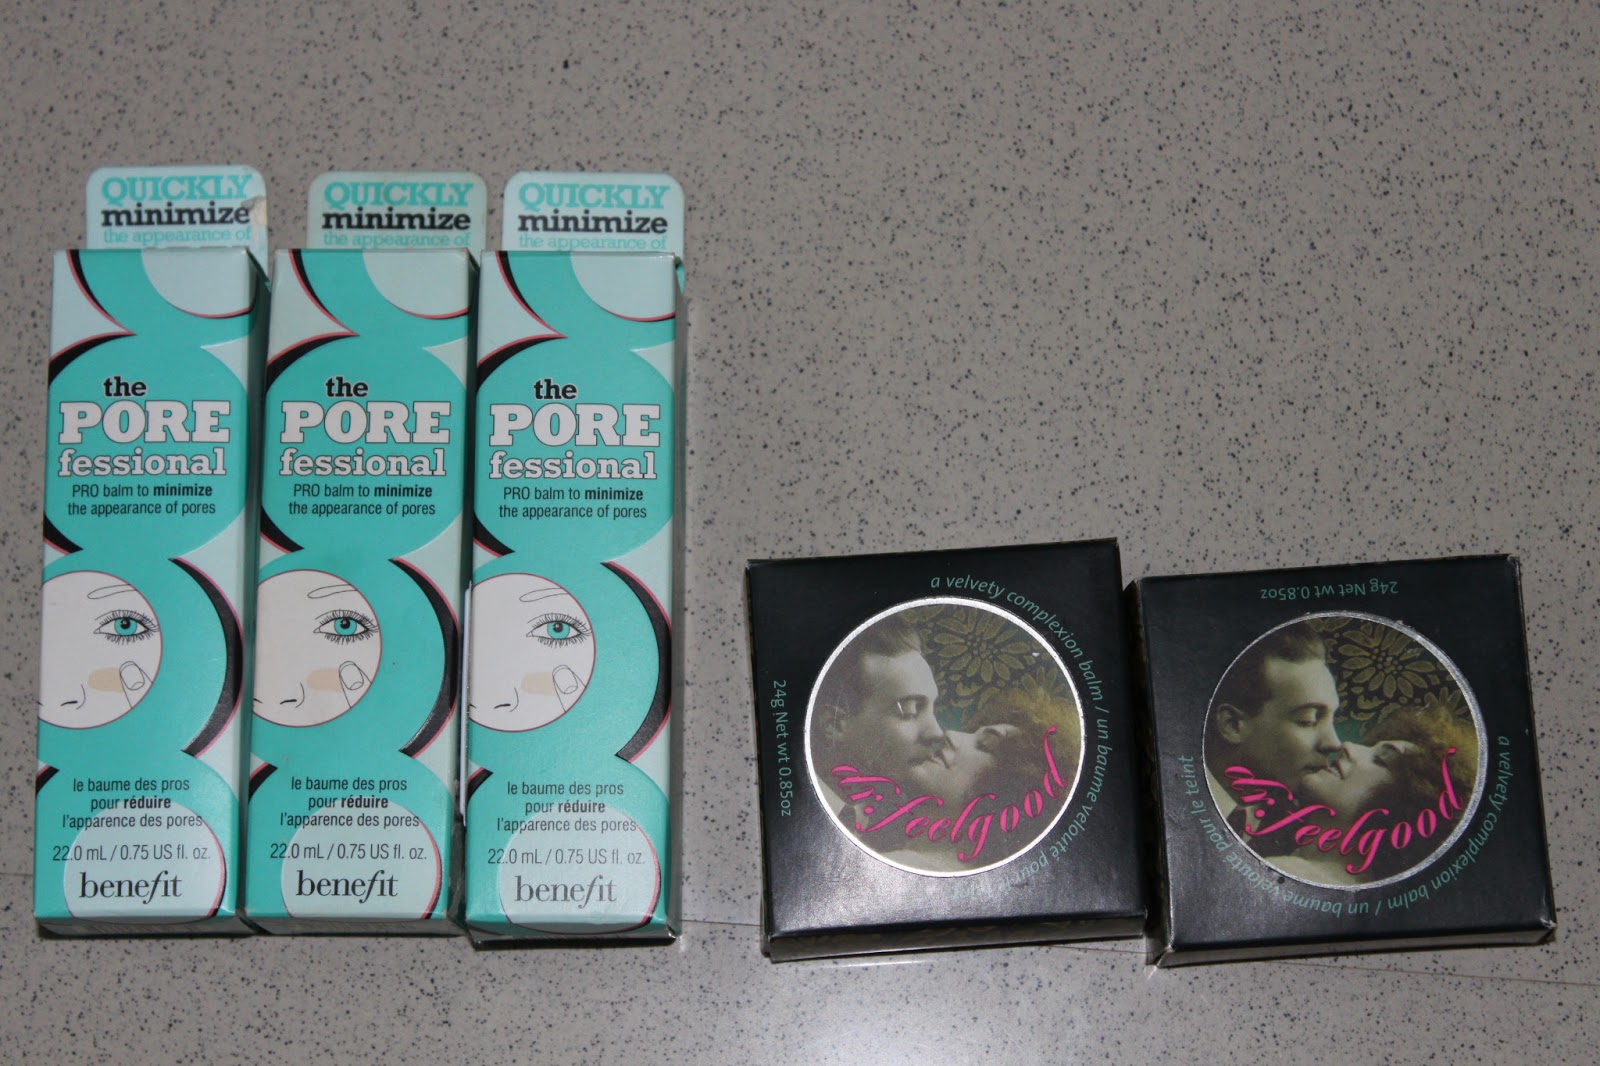 QUICKLY
minimize
the appearance of
the
PORE
fessional
PRO balm to minimize
the appearance of pores
le baume des pros
pour réduire
l'apparence des pores
22.0 mL / 0.75 US fl. oz.
benefit
QUICKLY
minimize
the appearance of
the
PORE
fessional
PRO balm to minimize
the appearance of pores
le baume des pros
pour réduire
l'apparence des pores
22.0 mL / 0.75 US fl. oz.
benefit
QUICKLY
minimize
the appearance of
the
PORE
fessional
PRO balm to minimize
the appearance of pores
le baume des pros
pour réduire
l'apparence des pores
22.0 mL / 0.75 US fl. oz.
benefit
a velvety complexion balm / un baume velouté pour le
24g Net wt 0.85oz
dr.feelgood
24g Net wt 0.85oz
a velvety complexion balm / un baume velouté pour le teint
dr.feelgood